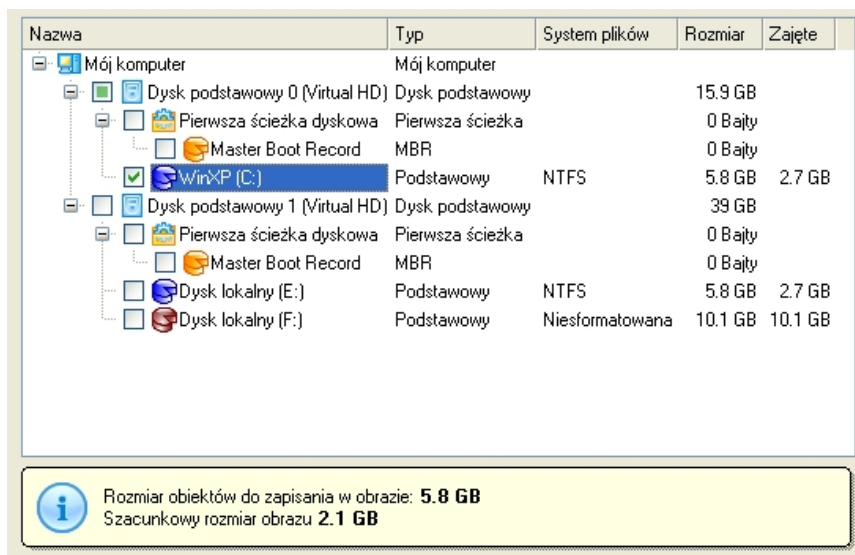 Nazwa Typ System plików Rozmiar Zajęte
Mój komputer Mój komputer
Dysk podstawowy 0 (Virtual HD) Dysk podstawowy 15.9 GB
Pierwsza ścieżka dyskowa Pierwsza ścieżka 0 Bajty
Master Boot Record MBR 0 Bajty
WinXP (C:) Podstawowy NTFS 5.8 GB 2.7 GB
Dysk podstawowy 1 (Virtual HD) Dysk podstawowy 39 GB
Pierwsza ścieżka dyskowa Pierwsza ścieżka 0 Bajty
Master Boot Record MBR 0 Bajty
Dysk lokalny (E:) Podstawowy NTFS 5.8 GB 2.7 GB
Dysk lokalny (F:) Podstawowy Niesformatowana 10.1 GB 10.1 GB
Rozmiar obiektów do zapisania w obrazie: 5.8 GB
Szacunkowy rozmiar obrazu 2.1 GB